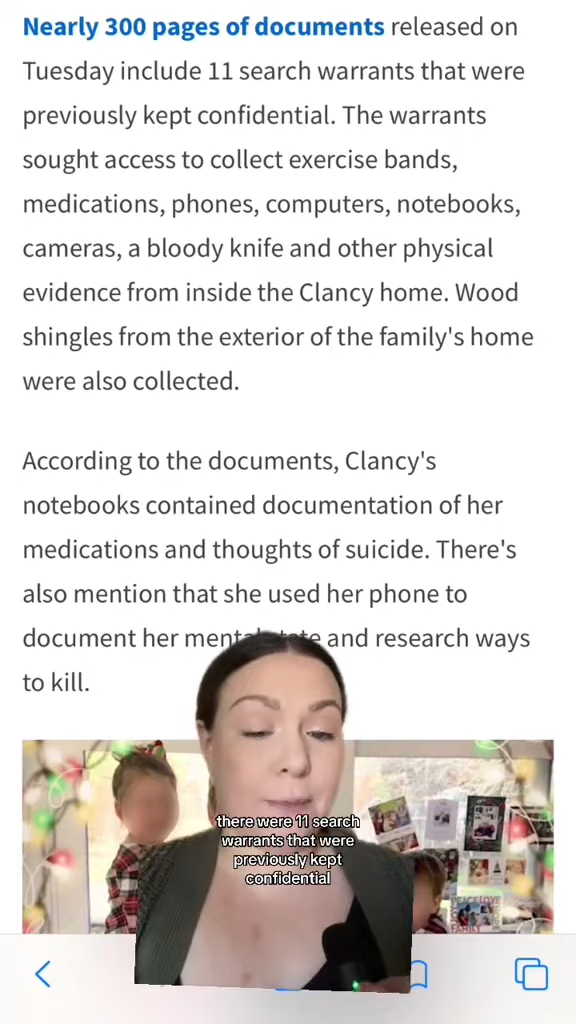 Nearly 300 pages of documents released on
Tuesday include 11 search warrants that were
previously kept confidential. The warrants
sought access to collect exercise bands,
medications, phones, computers, notebooks,
cameras, a bloody knife and other physical
evidence from inside the Clancy home. Wood
shingles from the exterior of the family's home
were also collected.
According to the documents, Clancy's
notebooks contained documentation of her
medications and thoughts of suicide. There's
also mention that she used her phone to
document her and research ways
to kill.
there were 11 search
warrants that were
previously kept
confidential
PEACE LOVE
FAMILY